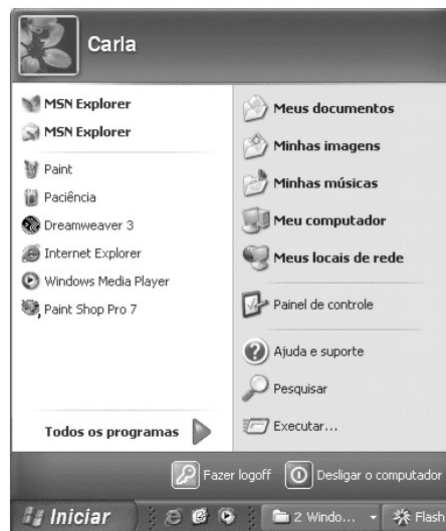 Carla
MSN Explorer
MSN Explorer
Paint
Paciência
Dreamweaver 3
Internet Explorer
Windows Media Player
Paint Shop Pro 7
Todos os programas
Meus documentos
Minhas imagens
Minhas músicas
Meu computador
Meus locais de rede
Painel de controle
Ajuda e suporte
Pesquisar
Executar...
Fazer logoff
Desligar o computador
Iniciar
2 Windo...
Flash